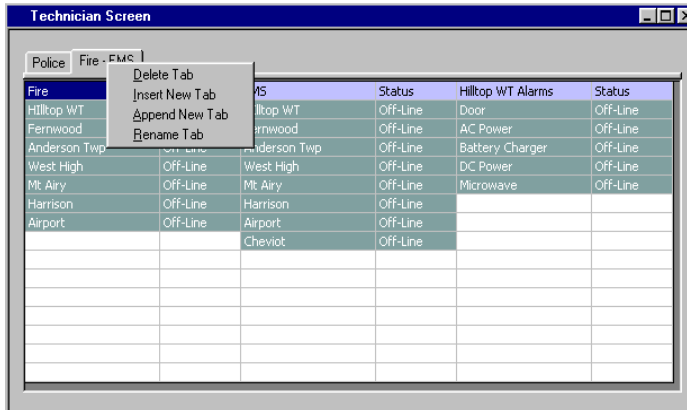 Technician Screen
Police Fire - EMS
Delete Tab
Insert New Tab
Append New Tab
Rename Tab
Fire Status Hilltop WT Alarms Status
HIlltop WT Off-Line Door Off-Line
Fernwood Off-Line AC Power Off-Line
Anderson Twp Off-Line Anderson Twp Off-Line Battery Charger Off-Line
West High Off-Line West High Off-Line DC Power Off-Line
Mt Airy Off-Line Mt Airy Off-Line Microwave Off-Line
Harrison Off-Line Harrison Off-Line
Airport Off-Line Airport Off-Line
Cheviot Off-Line